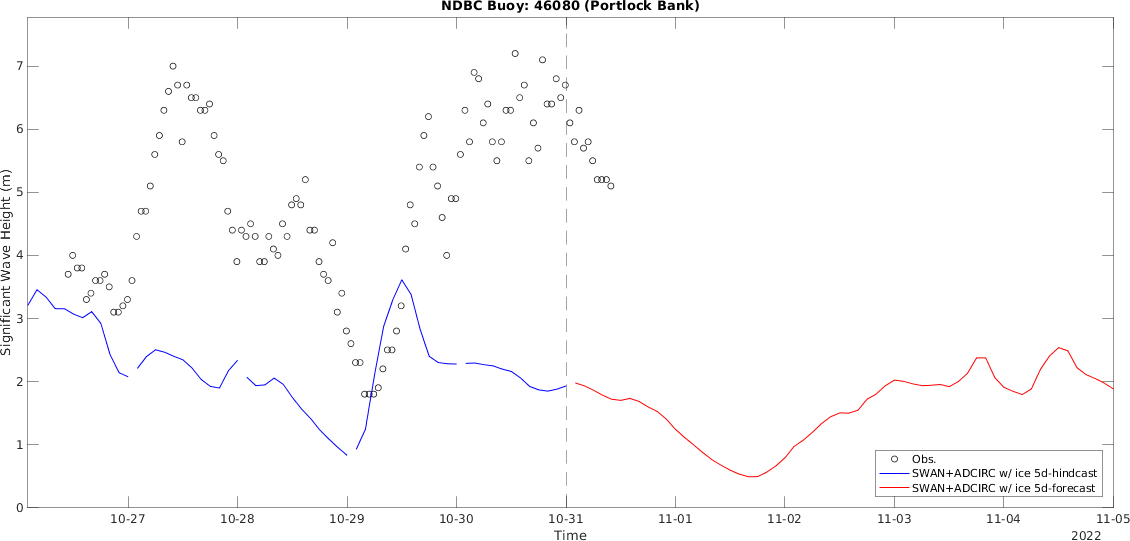 NDBC Buoy: 46080 (Portlock Bank)
Significant Wave Height (m)
7
6
5
4
3
2
1
0
Obs.
SWAN+ADCIRC w/ ice 5d-hindcast
SWAN+ADCIRC w/ ice 5d-forecast
10-27 10-28 10-29 10-30 10-31 11-01 11-02 11-03 11-04 11-05
Time
2022